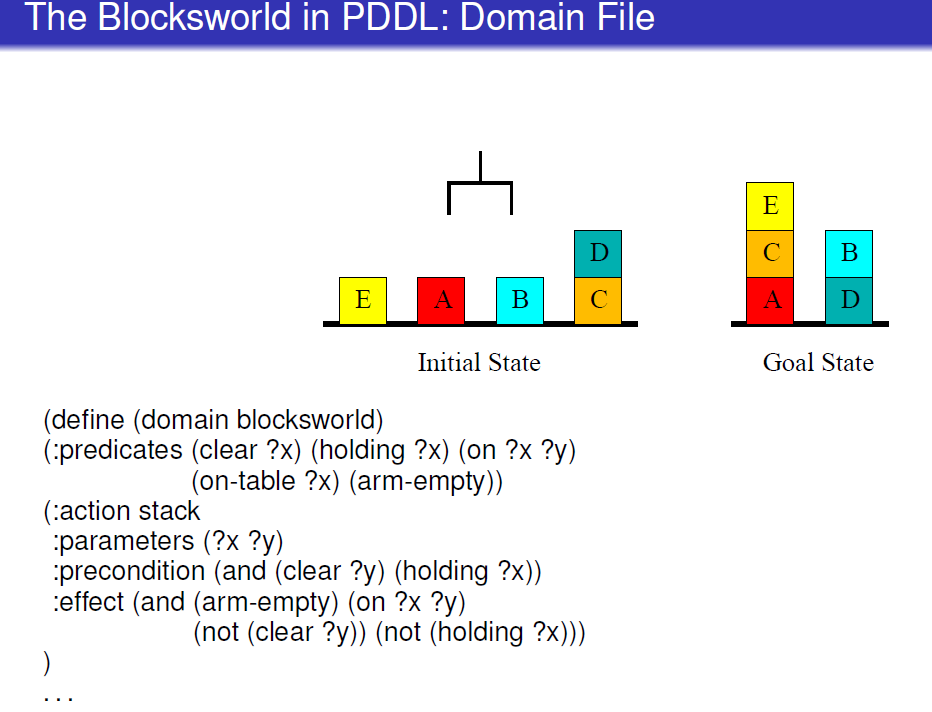 The Blocksworld in PDDL: Domain File
E
D
E
A
B
C
C
B
A
D
Initial State
Goal State
(define (domain blocksworld)
(:predicates (clear ?x) (holding ?x) (on ?x ?y)
(on-table ?x) (arm-empty))
(:action stack
:parameters (?x ?y)
:precondition (and (clear ?y) (holding ?x))
:effect (and (arm-empty) (on ?x ?y)
(not (clear ?y)) (not (holding ?x)))
)
...